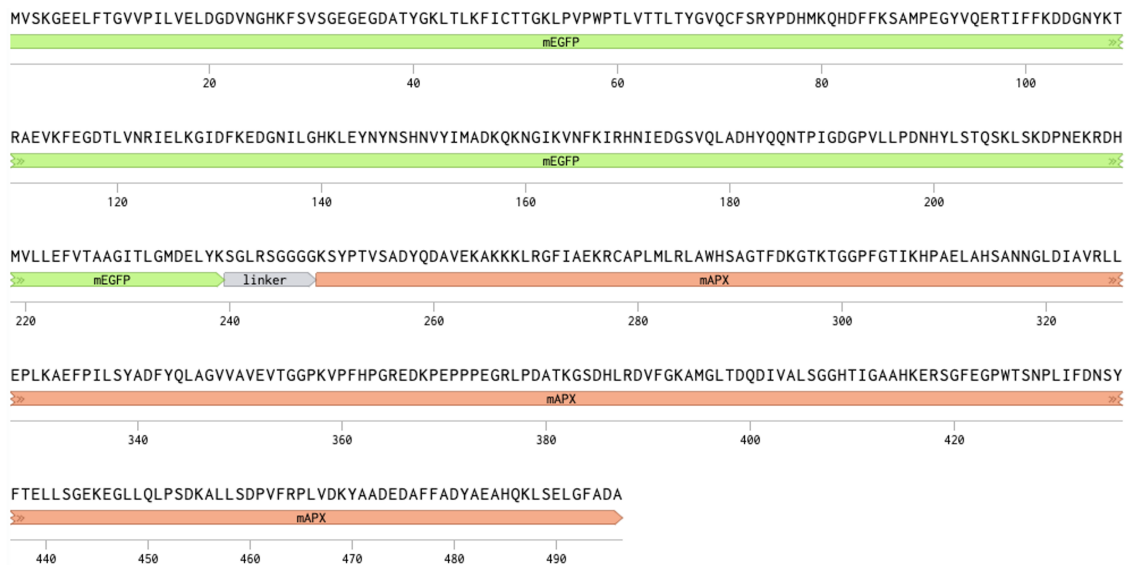 MVSKGEELFTGVVPILVELDGDVNGHKFSVSGEGEGDATYGKLTLKFICTTGKLPVPWPTLVTTLTYGVQCFSRYPDHMKQHDFFKSAMPEGYVQERTIFFKDDGNYKT
mEGFP
20 40 60 80 100
RAEVKFEGDTLVNRIELKGIDFKEDGNILGHKLEYNYNSHNVYIMADKQKNGIKVNFKIRHNIEDGSVQLADHYQQNTPIGDGPVLLPDNHYLSTQSKLSKDPNEKRDH
mEGFP
120 140 160 180 200
MVLLEFVTAAGITLGMDELYKSGLRSGGGGKSYPTVSADYQDAVEKAKKKLRGFIAEKRCAPLMLRLAWHSAGTFDKGTKTGGPFGTIKHPAELAHSANNGLDIAVRLL
mEGFP linker mAPX
220 240 260 280 300 320
EPLKAEFPILSYADFYQLAGVVAVEVTGGPKVPFHPGREDKPEPPPEGRLPDATKGSDHLRDVFGKAMGLTDQDIVALSGGHTIGAAHKERSGFEGPWTSNPLIFDNSY
mAPX
340 360 380 400 420
FTELLSGEKEGLLQLPSDKALLSDPVFRPLVDKYAADEDAFFADYAEAHQKLSELGFADA
mAPX
440 450 460 470 480 490